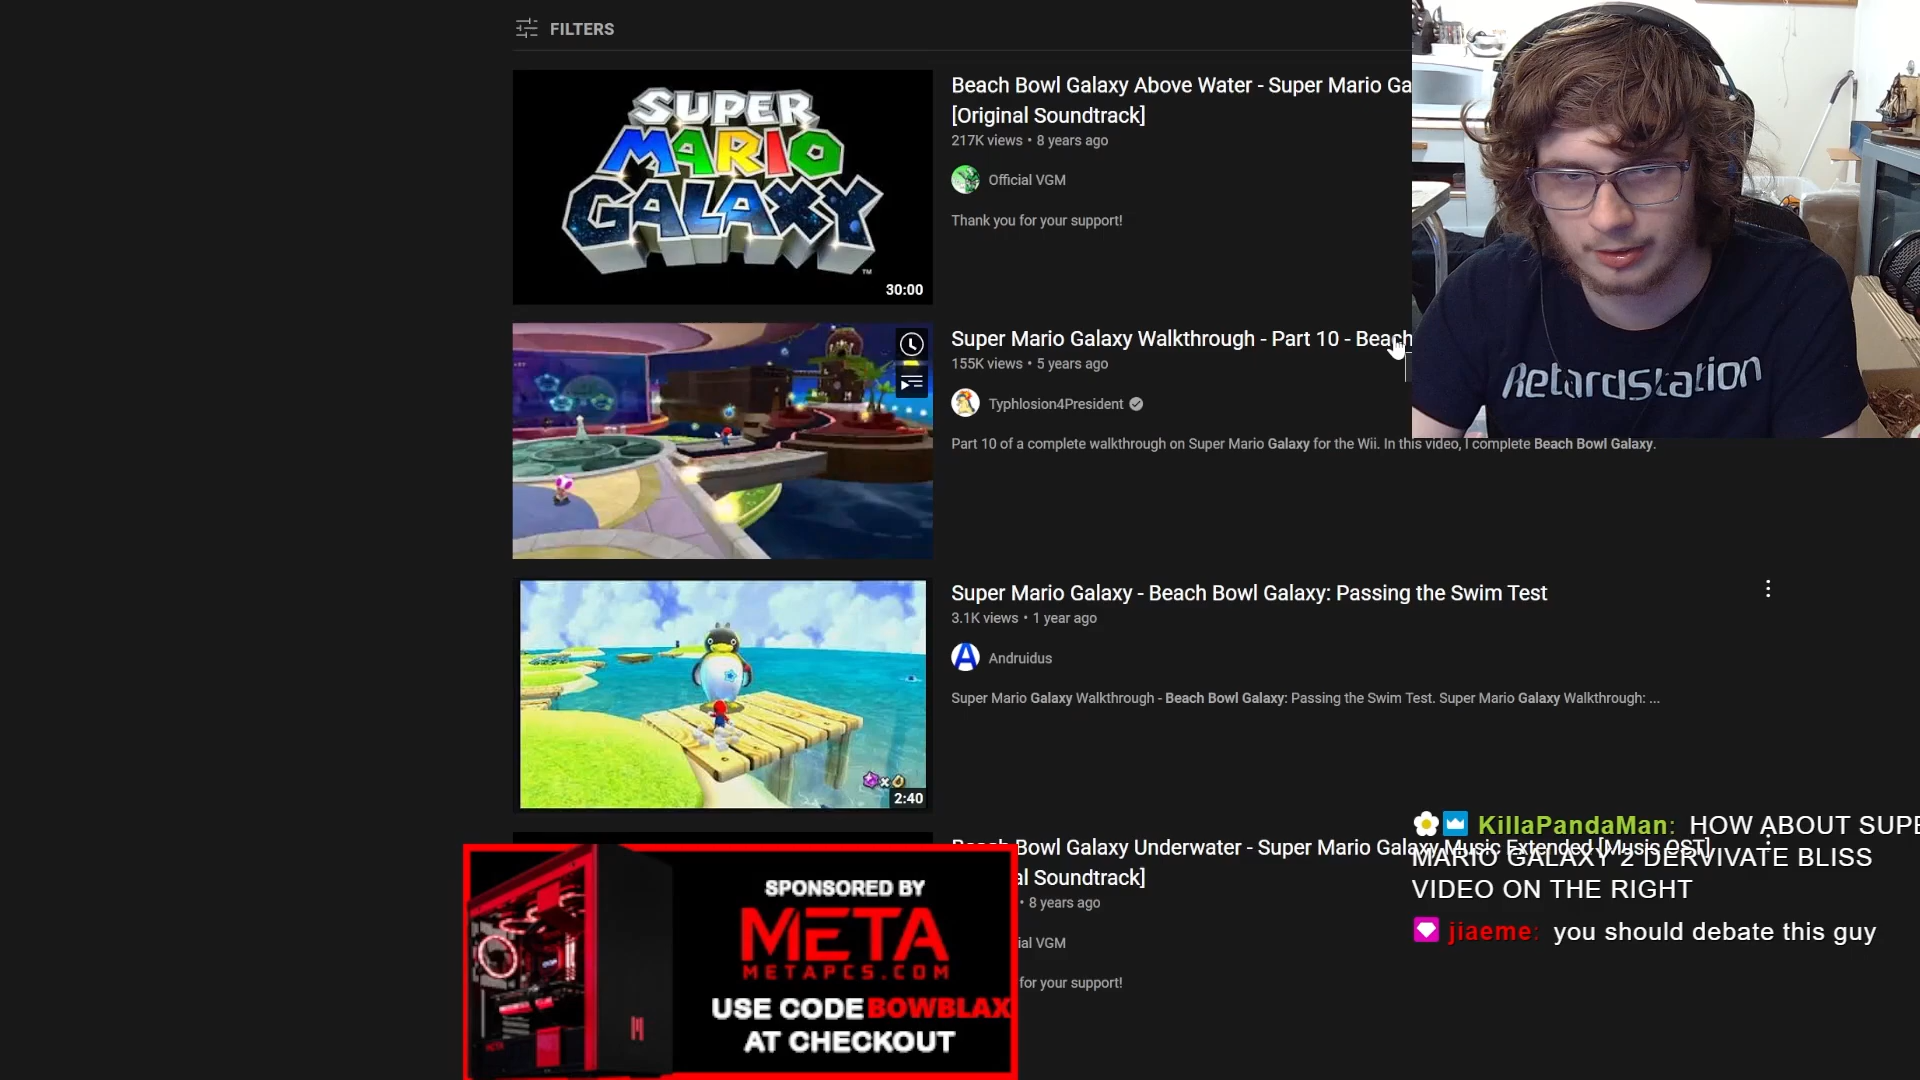 FILTERS
SUPER
MARIO
GALAXY
TM
30:00
Beach Bowl Galaxy Above Water - Super Mario Ga
[Original Soundtrack]
217K views • 8 years ago
Official VGM
Thank you for your support!
RetardStation
Super Mario Galaxy Walkthrough - Part 10 - Beach
155K views • 5 years ago
Typhlosion4President
Part 10 of a complete walkthrough on Super Mario Galaxy for the Wii. In this video, I complete Beach Bowl Galaxy.
Super Mario Galaxy - Beach Bowl Galaxy: Passing the Swim Test
3.1K views • 1 year ago
A Andruidus
Super Mario Galaxy Walkthrough - Beach Bowl Galaxy: Passing the Swim Test. Super Mario Galaxy Walkthrough: ...
2:40
Beach Bowl Galaxy Underwater - Super Mario Galaxy Music Extended [Music OST]
al Soundtrack]
• 8 years ago
ial VGM
for your support!
SPONSORED BY
META
METAPCS.COM
USE CODE BOWBLAX
AT CHECKOUT
KillaPandaMan: HOW ABOUT SUPE
MARIO GALAXY 2 DERVIVATE BLISS
VIDEO ON THE RIGHT
jiaeme: you should debate this guy